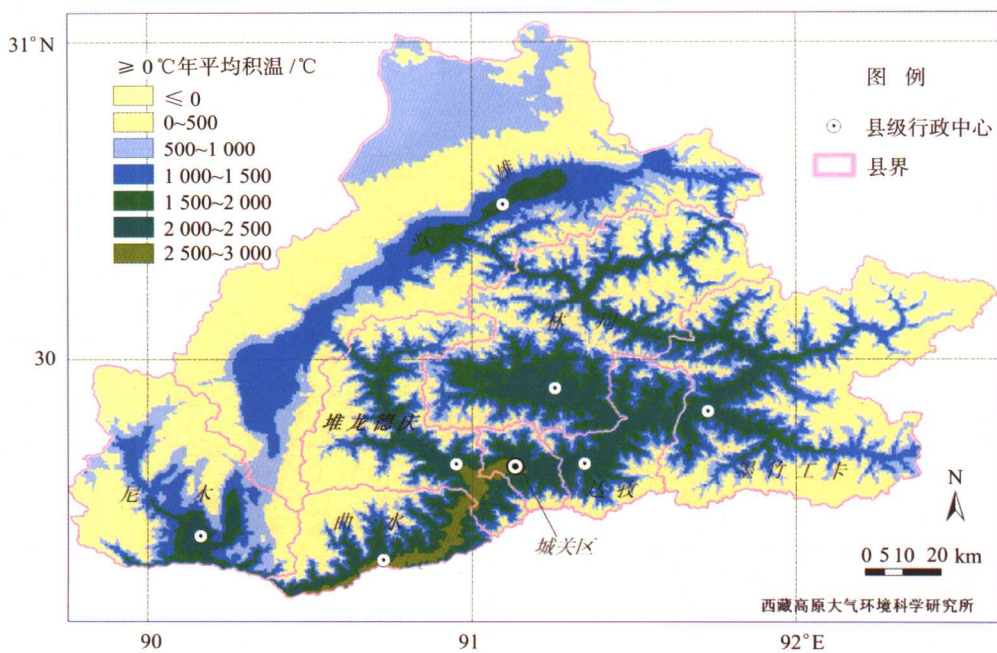 31°N
≥ 0 ℃年平均积温 /℃
≤ 0
0~500
500~1 000
1 000~1 500
1 500~2 000
2 000~2 500
2 500~3 000
图 例
县级行政中心
县界
雄
林 周
30
堆龙德庆
尼 木
曲 水
达 孜
墨竹工卡
城关区
N
0 5 10 20 km
西藏高原大气环境科学研究所
90
91
92°E